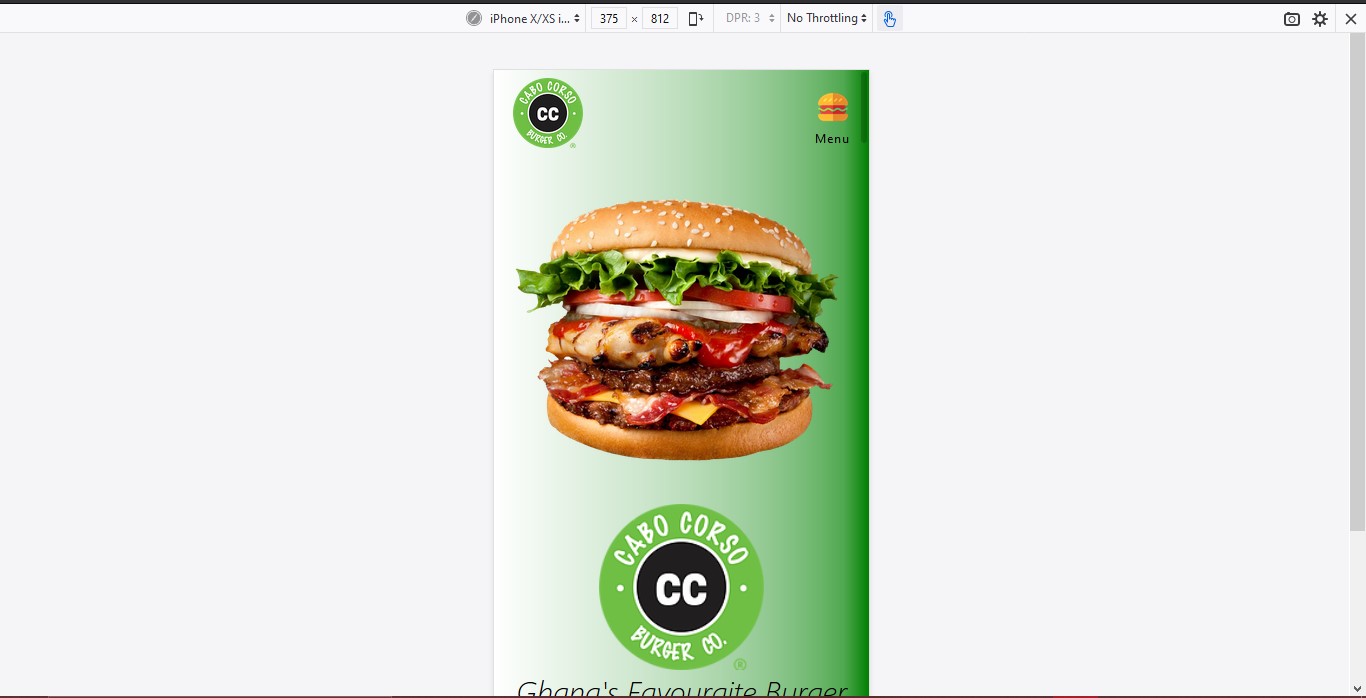 iPhone X/XS i... 375 × 812 DPR: 3 No Throttling
CABO CORSO
CC
BURGER CO.
®
Menu
CABO CORSO
CC
BURGER CO.
®
Ghana's Favouraite Burger